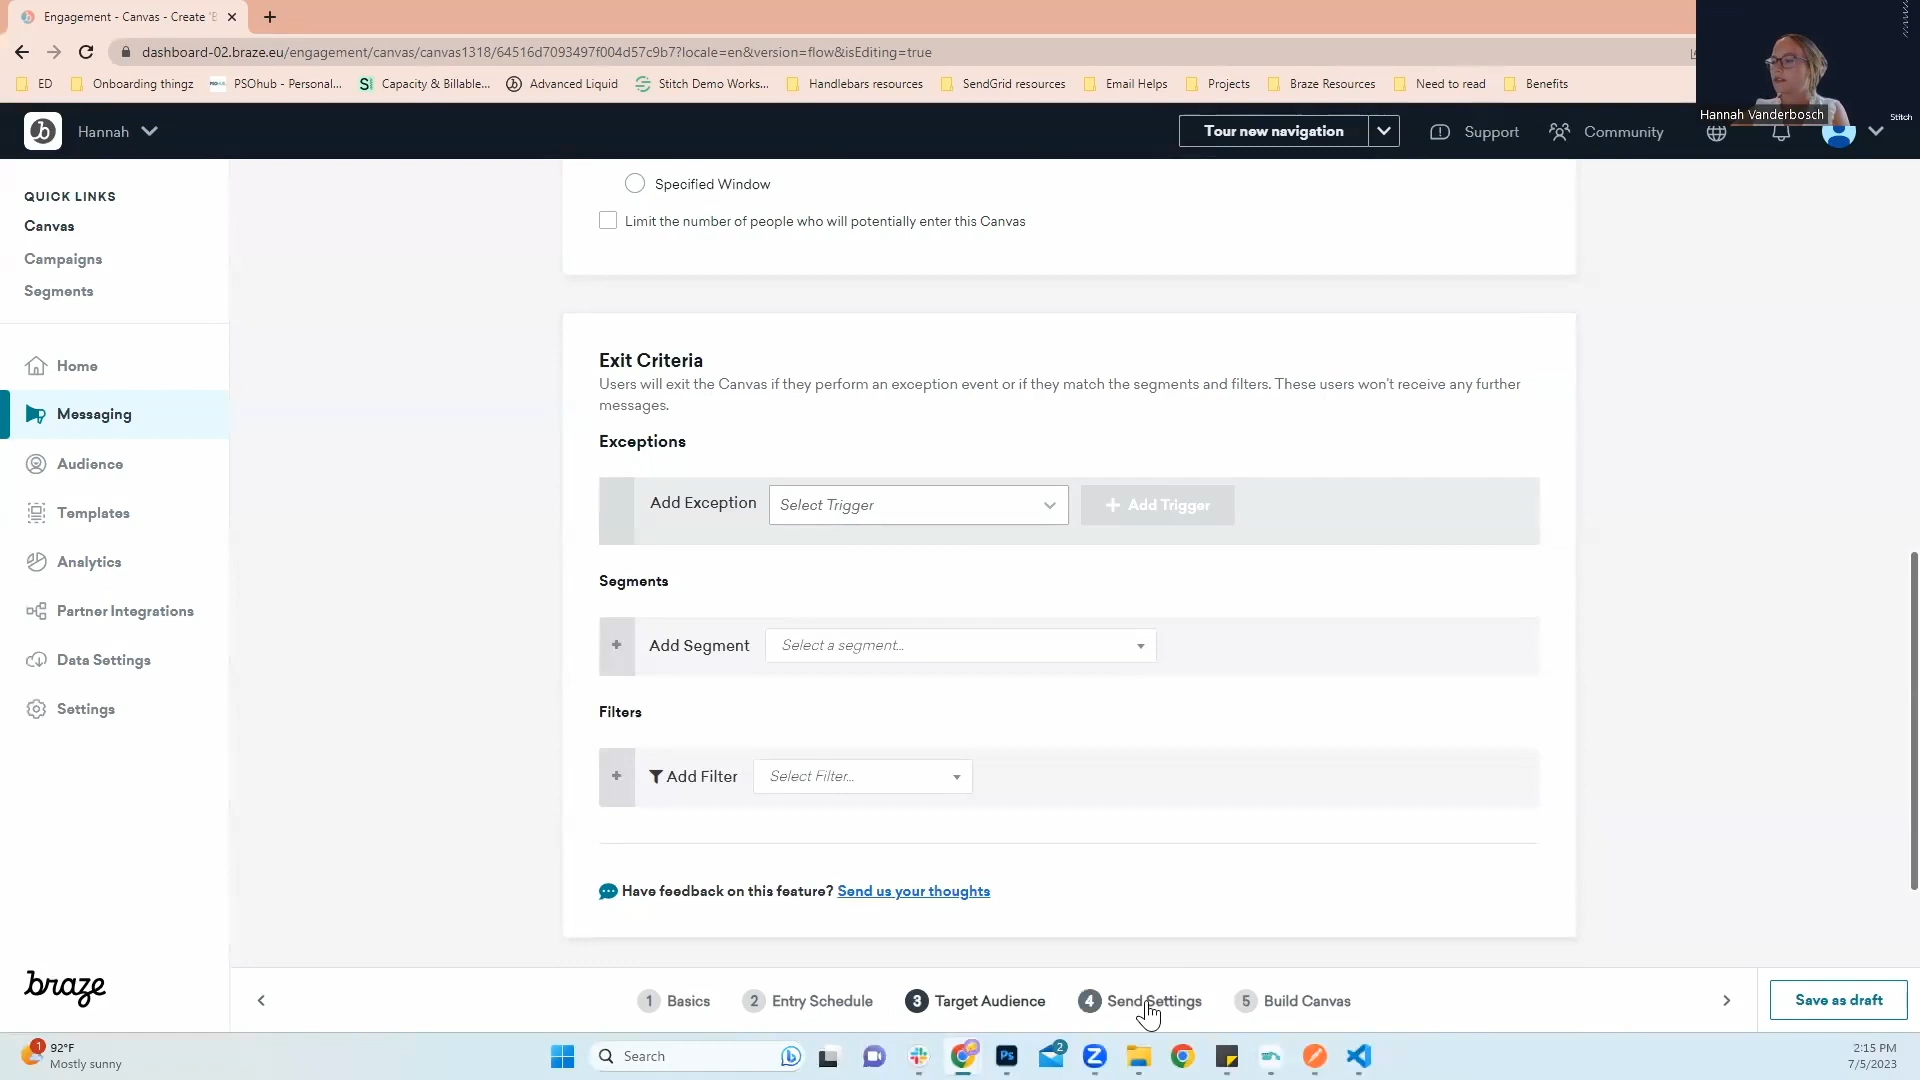 Engagement - Canvas - Create 'E
dashboard-02.braze.eu/engagement/canvas/canvas1318/64516d7093497f004d57c9b7?locale=en&version=flow&isEditing=true
ED
Onboarding thingz
PSOhub - Personal...
Capacity & Billable...
Advanced Liquid
Stitch Demo Works...
Handlebars resources
SendGrid resources
Email Helps
Projects
Braze Resources
Need to read
Benefits
Hannah Vanderbosch
Stitch
Hannah
Tour new navigation
Support
Community
QUICK LINKS
Canvas
Campaigns
Segments
Home
Messaging
Audience
Templates
Analytics
Partner Integrations
Data Settings
Settings
braze
Specified Window
Limit the number of people who will potentially enter this Canvas
Exit Criteria
Users will exit the Canvas if they perform an exception event or if they match the segments and filters. These users won't receive any further
messages.
Exceptions
Add Exception
Select Trigger
+ Add Trigger
Segments
+ Add Segment
Select a segment...
Filters
+ Add Filter
Select Filter...
Have feedback on this feature? Send us your thoughts
1 Basics
2 Entry Schedule
3 Target Audience
4 Send Settings
5 Build Canvas
Save as draft
1
92°F
Mostly sunny
Search
Ps
2
2:15 PM
7/5/2023